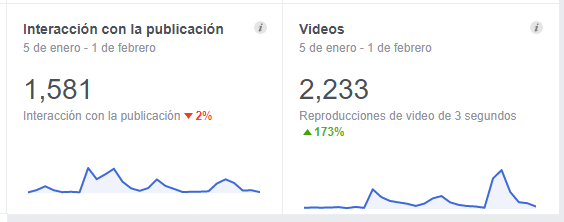 Interacción con la publicación
5 de enero - 1 de febrero
1,581
Interacción con la publicación 2%
Videos
5 de enero - 1 de febrero
2,233
Reproducciones de video de 3 segundos
173%